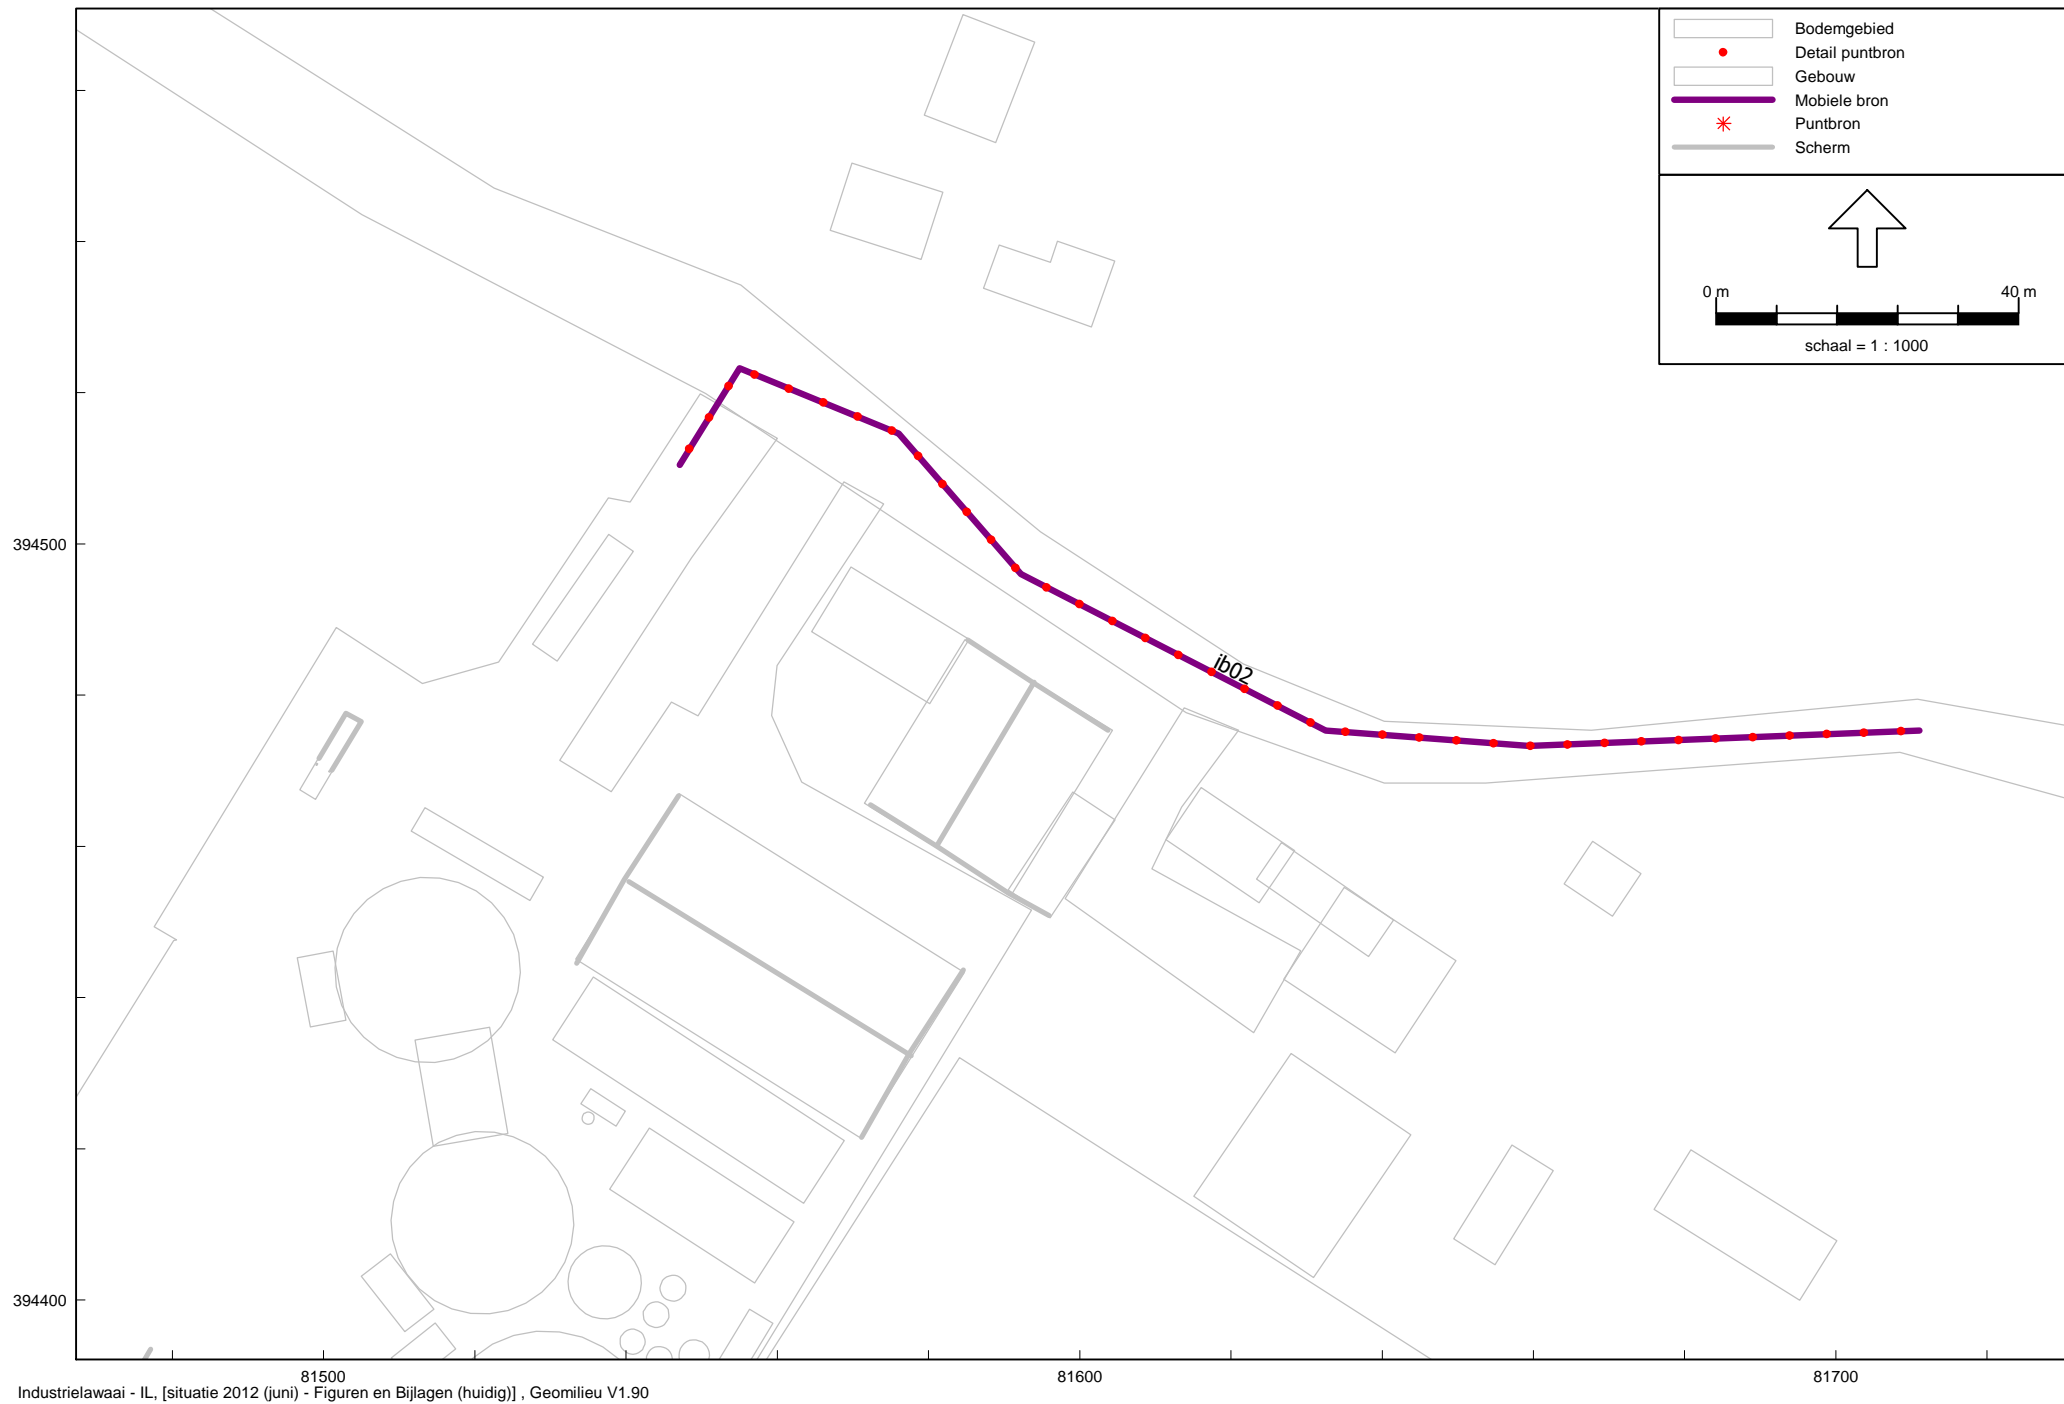 Bodemgebied
Detail puntbron
Gebouw
Mobiele bron
Puntbron
Scherm
0 m 40 m
schaal = 1 : 1000
394500
ib02
394400
81500 81600 81700
Industrielawaai - IL, [situatie 2012 (juni) - Figuren en Bijlagen (huidig)] , Geomilieu V1.90